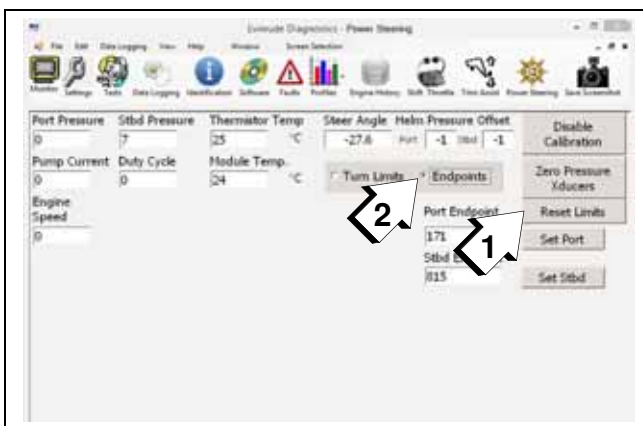 Evinrude Diagnostics - Power Steering
File Edit Data Logging View Help Window Screen Selection
Monitor Settings Tests Data Logging Identification Software Faults Profiles Engine History Shift Throttle Trim Assist Power Steering Save Screenshot
Port Pressure Stbd Pressure Thermistor Temp Steer Angle Helm Pressure Offset Disable Calibration
0 7 25 °C -27.6 Port -1 Stbd -1
Pump Current Duty Cycle Module Temp. Zero Pressure Xducers
0 0 24 °C Turn Limits Endpoints
Engine Speed Port Endpoint Reset Limits
0 171 Set Port
Stbd
815 Set Stbd
2
1